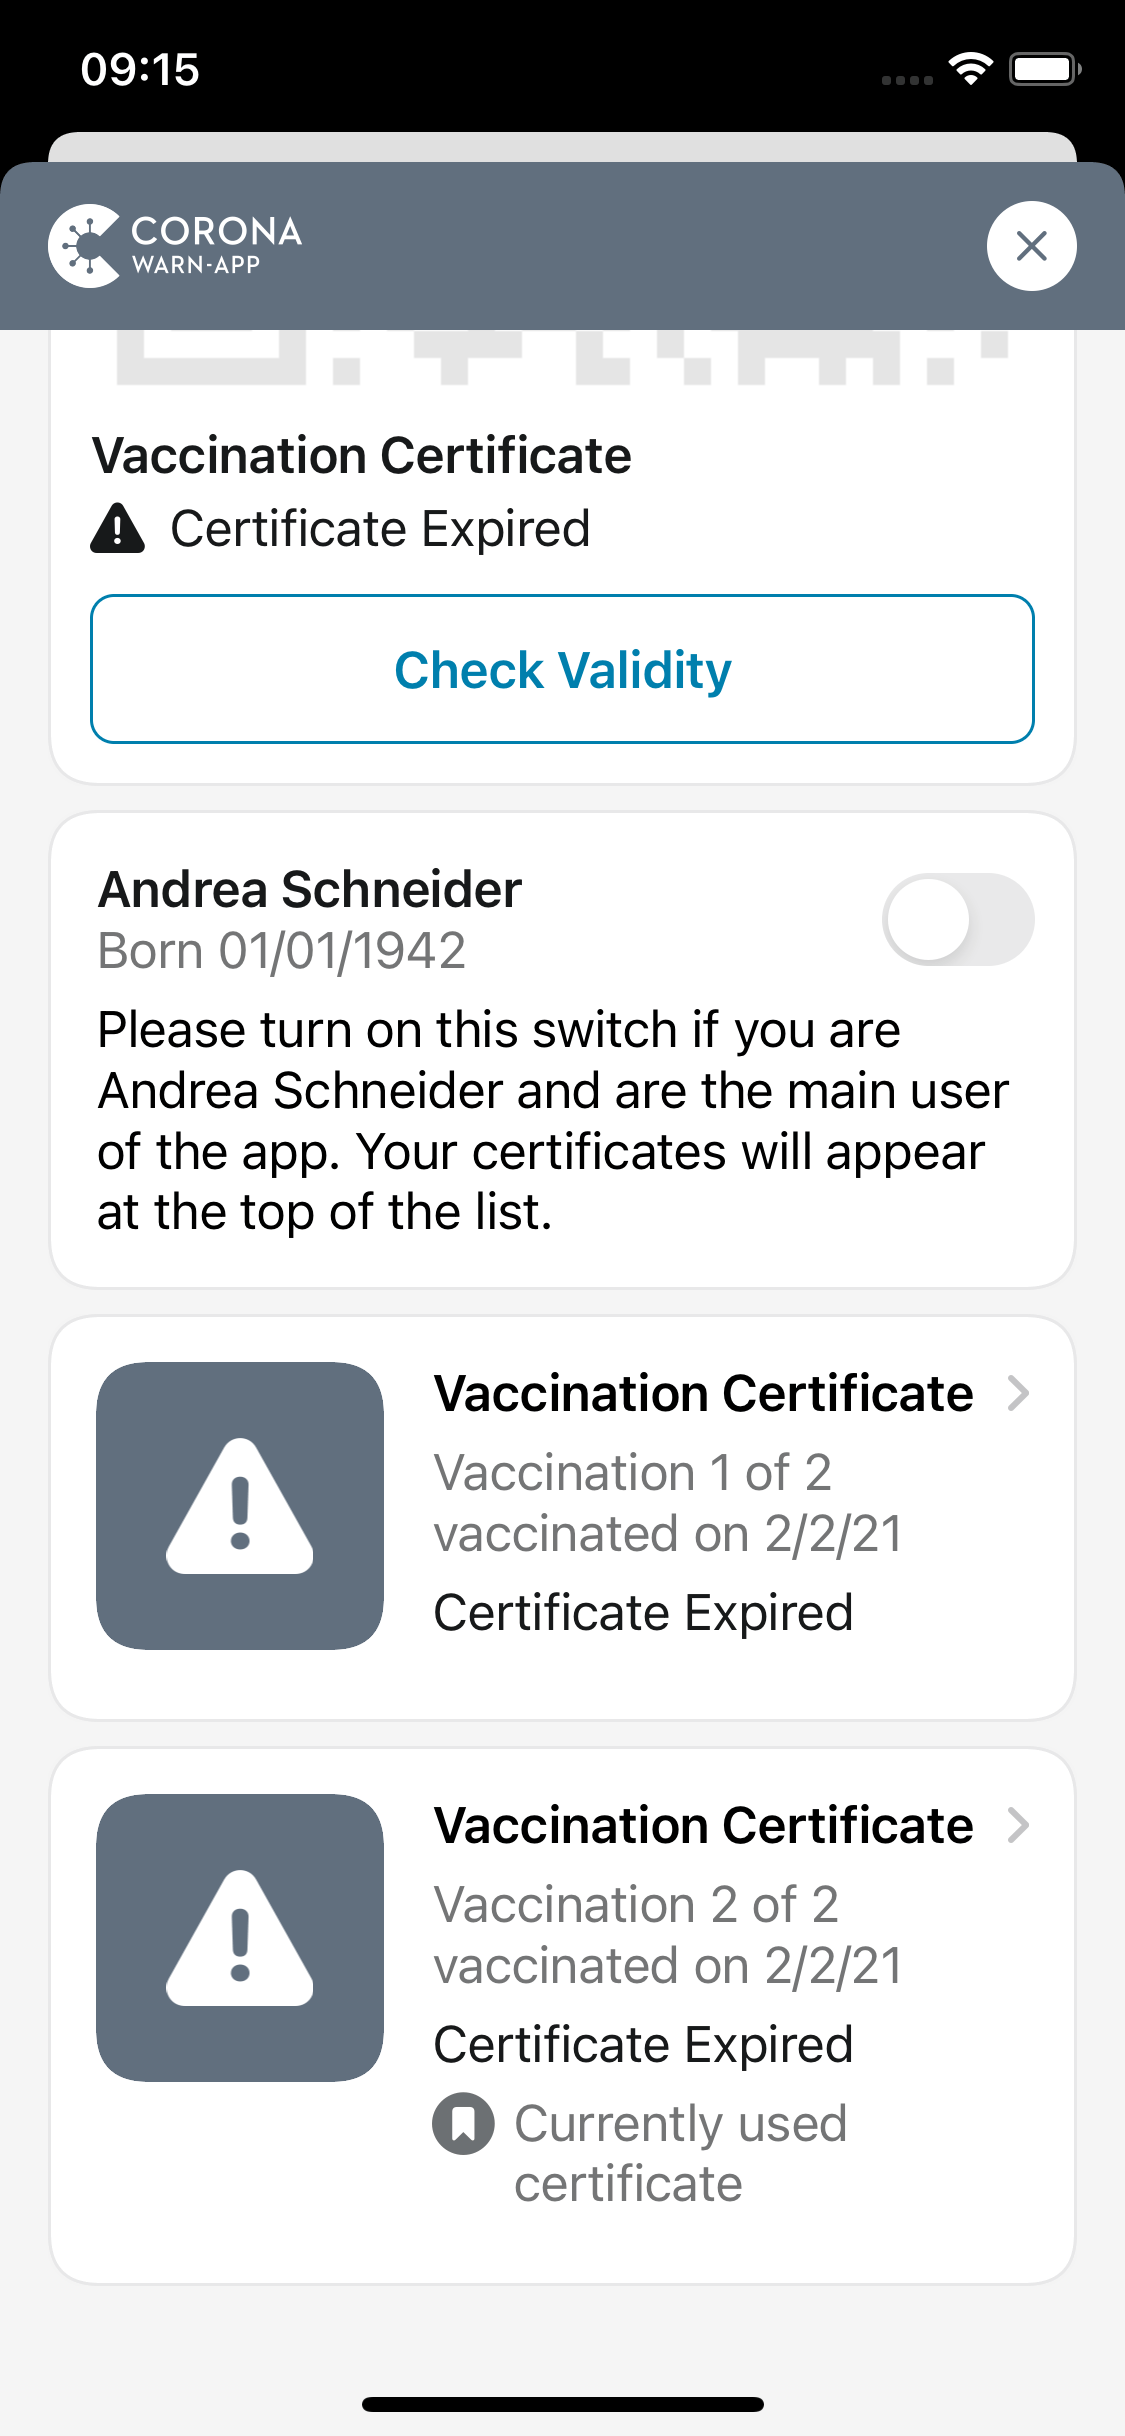 09:15
CORONA
WARN-APP
Vaccination Certificate
Certificate Expired
Check Validity
Andrea Schneider
Born 01/01/1942
Please turn on this switch if you are
Andrea Schneider and are the main user
of the app. Your certificates will appear
at the top of the list.
Vaccination Certificate
Vaccination 1 of 2
vaccinated on 2/2/21
Certificate Expired
Vaccination Certificate
Vaccination 2 of 2
vaccinated on 2/2/21
Certificate Expired
Currently used
certificate